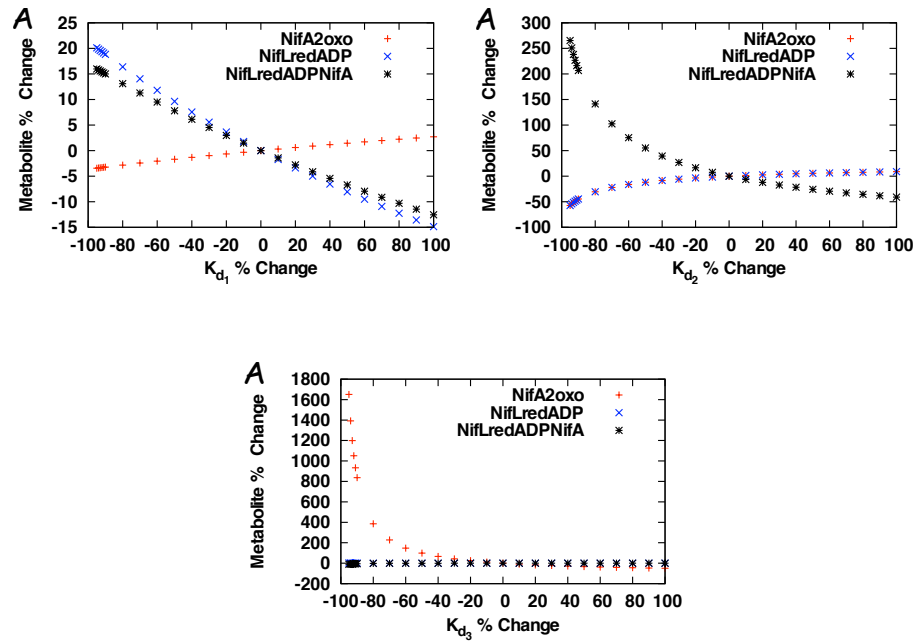 A
Metabolite % Change
25
20
15
10
5
0
-5
-10
-15
NifA2oxo
NifLredADP
NifLredADPNifA
-100 -80 -60 -40 -20 0 20 40 60 80 100
Kd1 % Change
A
Metabolite % Change
300
250
200
150
100
50
0
-50
-100
NifA2oxo
NifLredADP
NifLredADPNifA
-100 -80 -60 -40 -20 0 20 40 60 80 100
Kd2 % Change
A
Metabolite % Change
1800
1600
1400
1200
1000
800
600
400
200
0
-200
NifA2oxo
NifLredADP
NifLredADPNifA
-100 -80 -60 -40 -20 0 20 40 60 80 100
Kd3 % Change